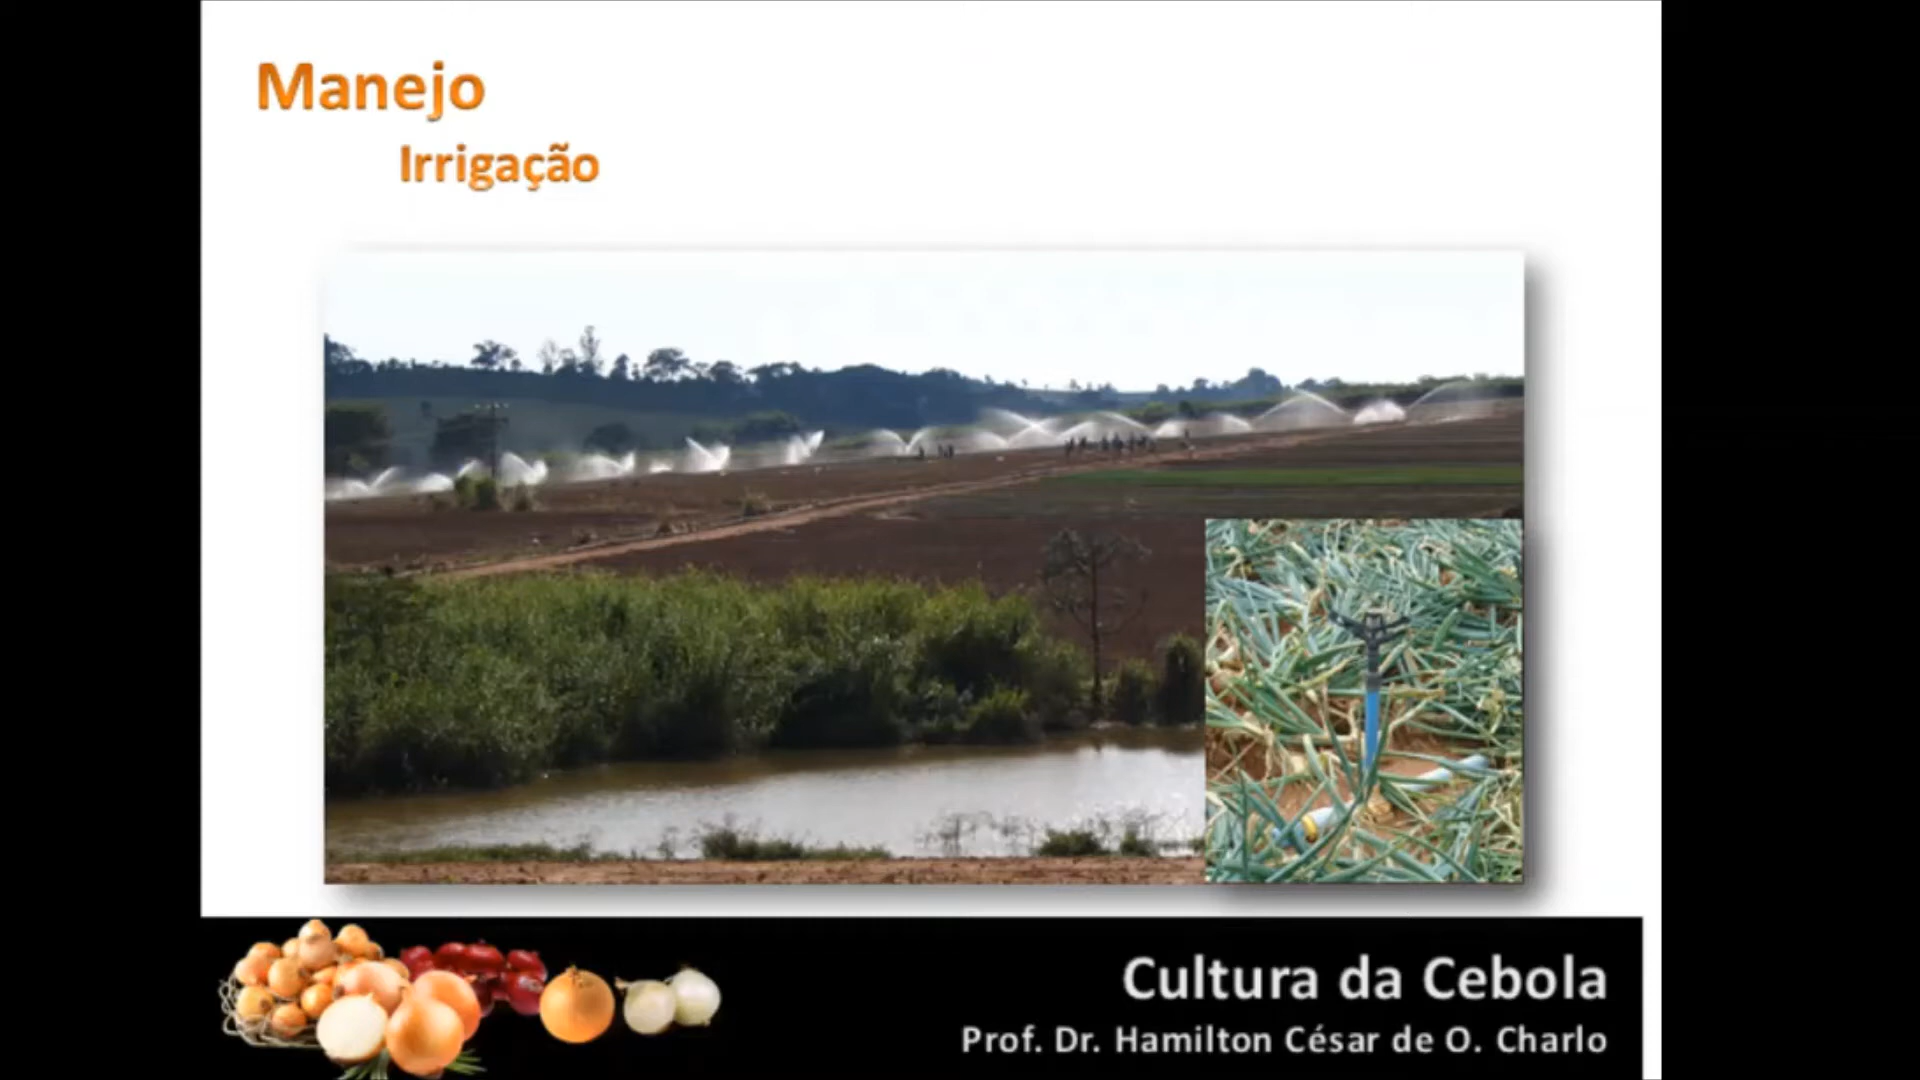 Manejo
Irrigação
Cultura da Cebola
Prof. Dr. Hamilton César de O. Charlo